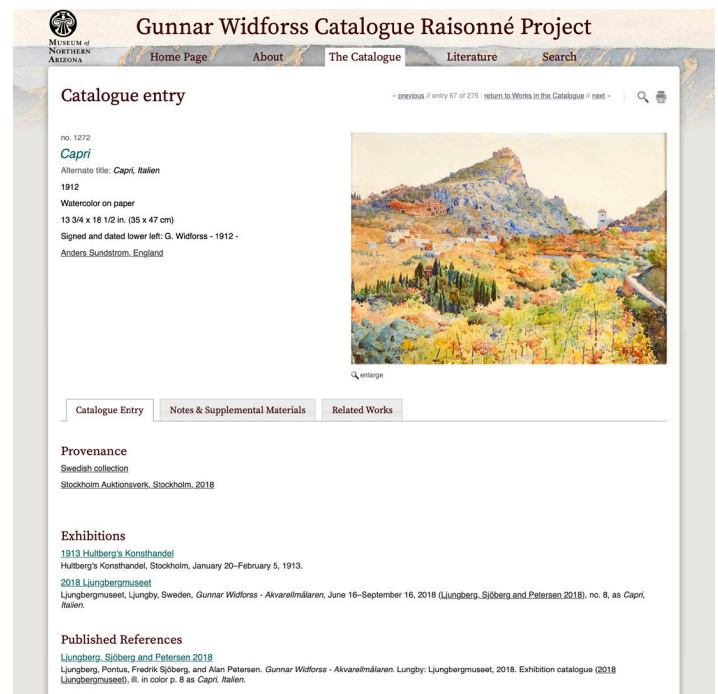 Museum of
Northern
Arizona
Gunnar Widforss Catalogue Raisonné Project
Home Page About The Catalogue Literature Search
Catalogue entry
« previous // entry 67 of 275 : return to Works in the Catalogue // next »
no. 1272
Capri
Alternate title: Capri, Italien
1912
Watercolor on paper
13 3/4 x 18 1/2 in. (35 x 47 cm)
Signed and dated lower left: G. Widforss - 1912 -
Anders Sundstrom, England
enlarge
Catalogue Entry Notes & Supplemental Materials Related Works
Provenance
Swedish collection
Stockholm Auktionsverk, Stockholm, 2018
Exhibitions
1913 Hultberg's Konsthandel
Hultberg's Konsthandel, Stockholm, January 20–February 5, 1913.
2018 Ljungbergmuseet
Ljungbergmuseet, Ljungby, Sweden, Gunnar Widforss - Akvarellmålaren, June 16–September 16, 2018 (Ljungberg, Sjöberg and Petersen 2018), no. 8, as Capri,
Italien.
Published References
Ljungberg, Sjöberg and Petersen 2018
Ljungberg, Pontus, Fredrik Sjöberg, and Alan Petersen. Gunnar Widforss - Akvarellmålaren. Lungby: Ljungbergmuseet, 2018. Exhibition catalogue (2018
Ljungbergmuseet), ill. in color p. 8 as Capri, Italien.